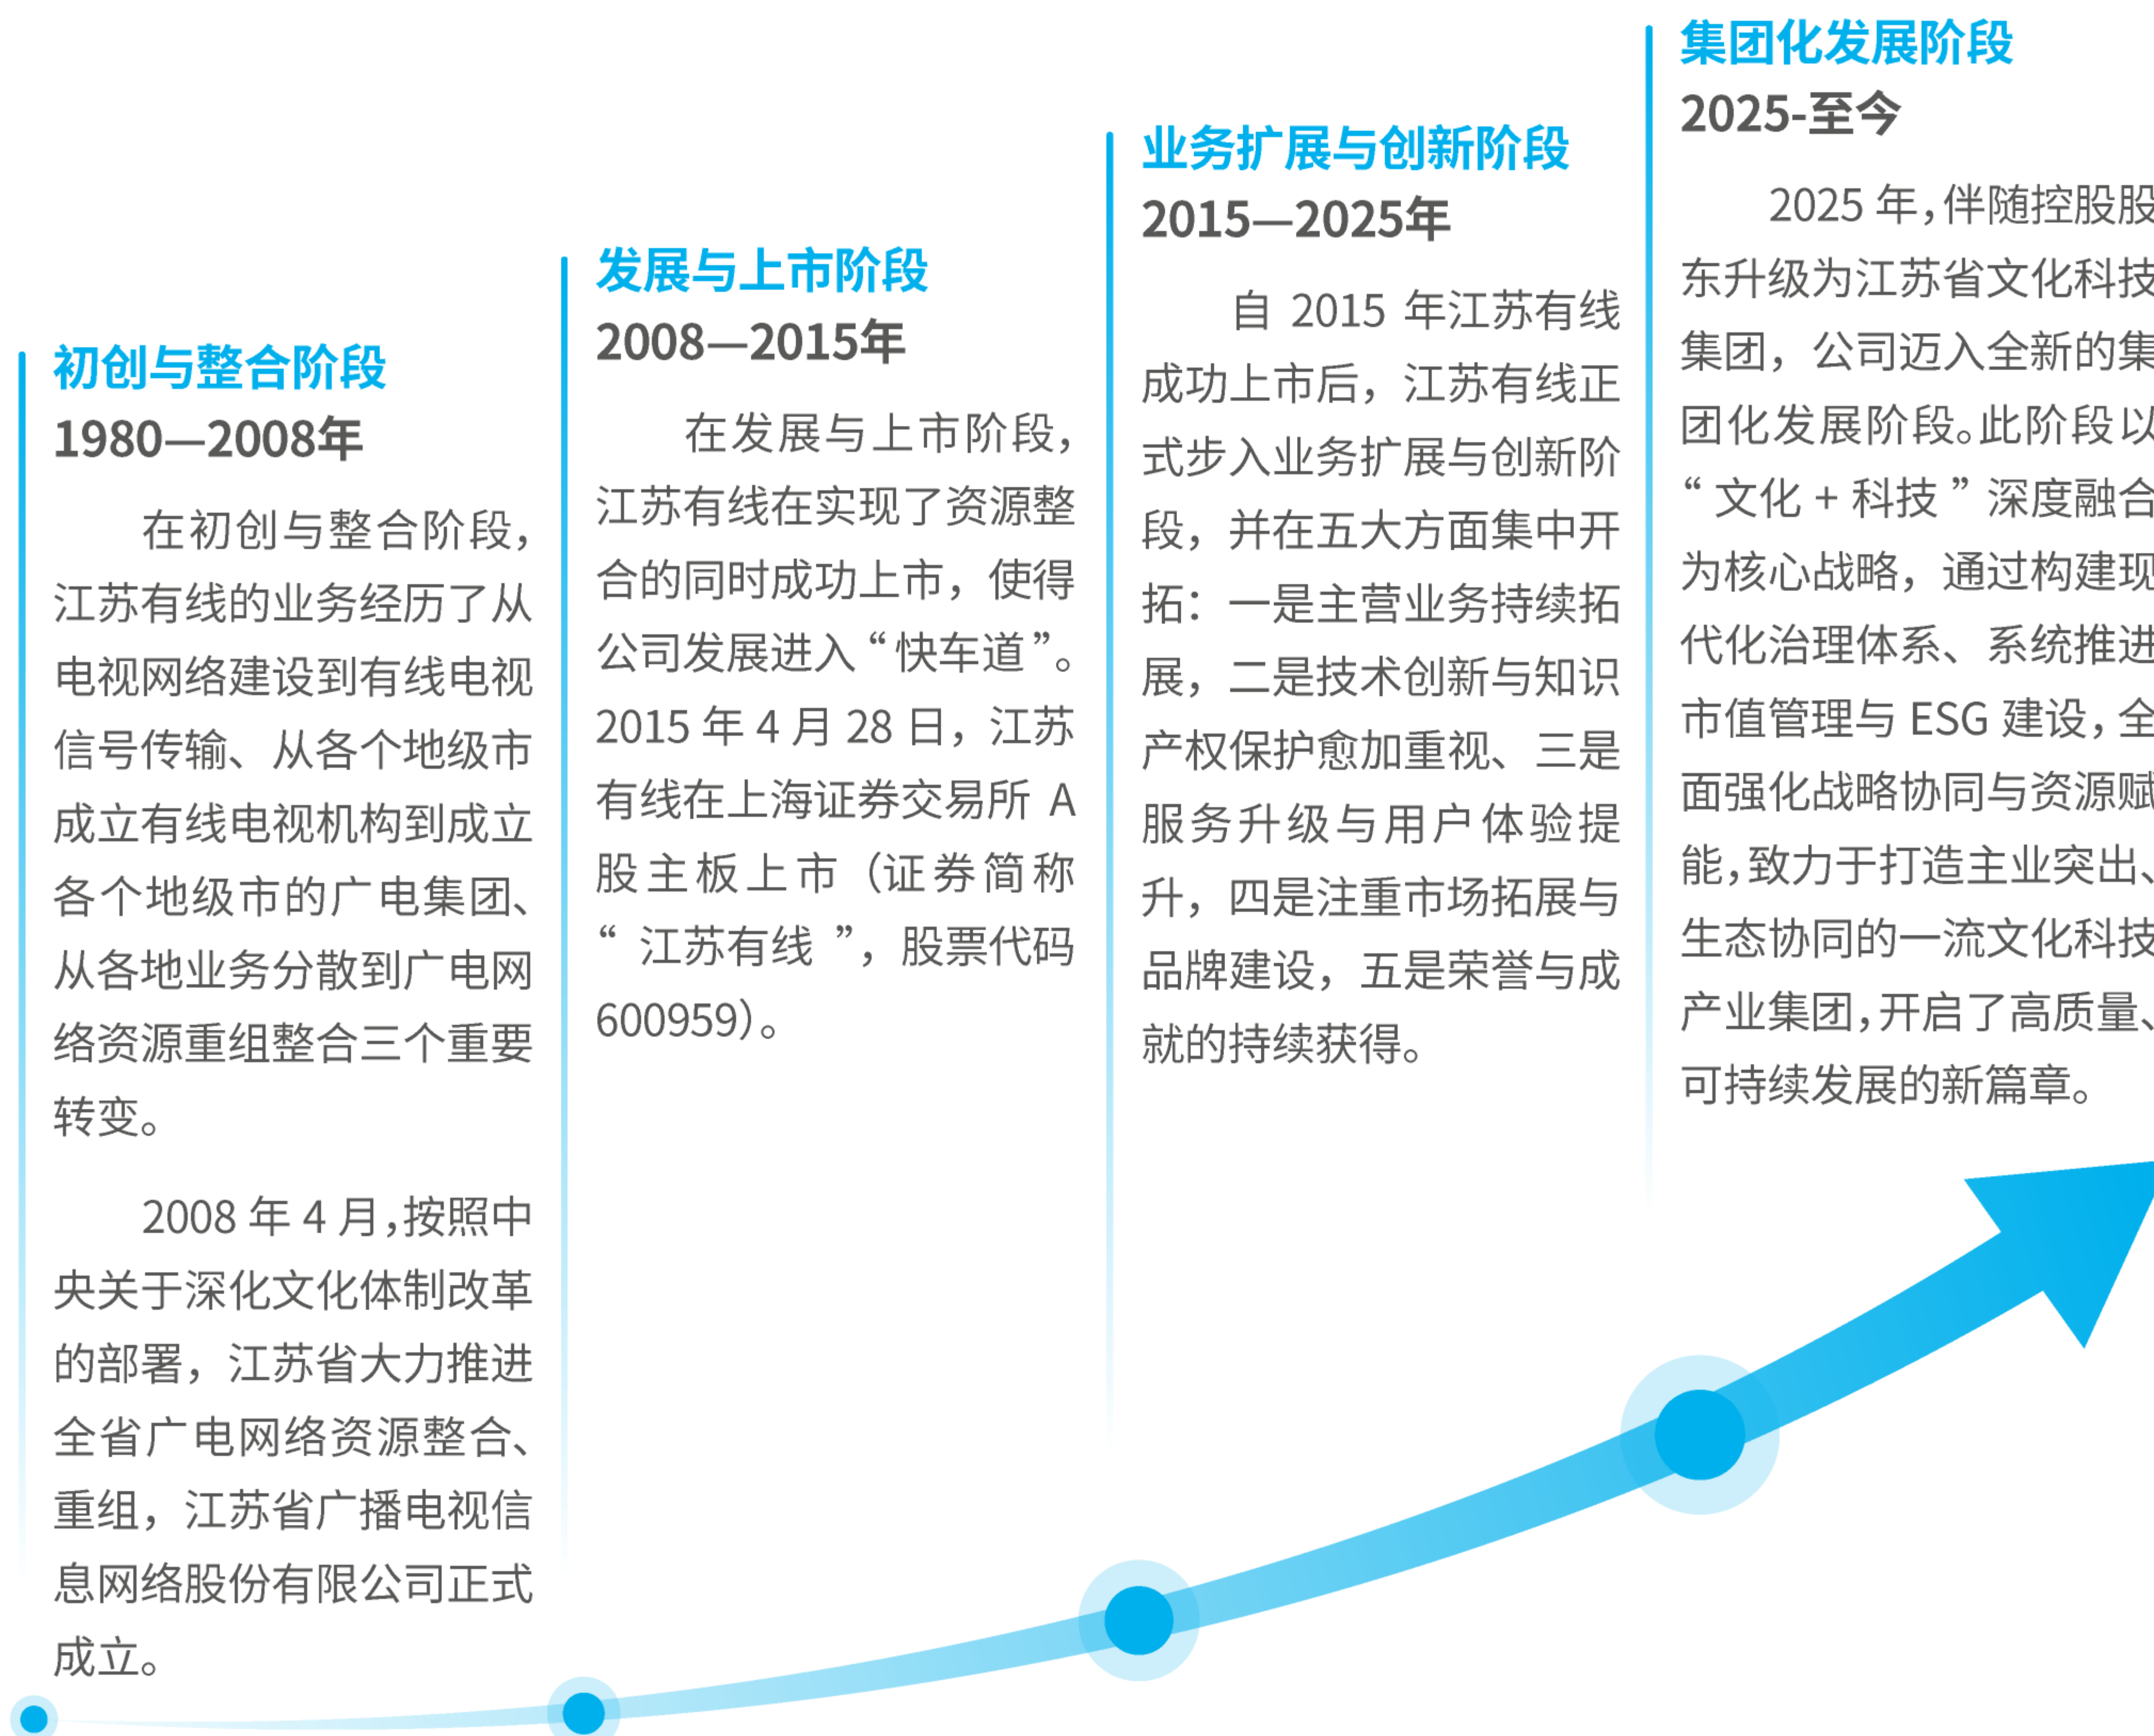 初创与整合阶段
1980—2008年
在初创与整合阶段，
江苏有线的业务经历了从
电视网络建设到有线电视
信号传输、从各个地级市
成立有线电视机构到成立
各个地级市的广电集团、
从各地业务分散到广电网
络资源重组整合三个重要
转变。
2008 年 4 月，按照中
央关于深化文化体制改革
的部署，江苏省大力推进
全省广电网络资源整合、
重组，江苏省广播电视信
息网络股份有限公司正式
成立。
发展与上市阶段
2008—2015年
在发展与上市阶段，
江苏有线在实现了资源整
合的同时成功上市，使得
公司发展进入“快车道”。
2015 年 4 月 28 日，江苏
有线在上海证券交易所 A
股主板上市（证券简称
“ 江苏有线 ”，股票代码
600959）。
业务扩展与创新阶段
2015—2025年
自 2015 年江苏有线
成功上市后，江苏有线正
式步入业务扩展与创新阶
段，并在五大方面集中开
拓：一是主营业务持续拓
展，二是技术创新与知识
产权保护愈加重视、三是
服务升级与用户体验提
升，四是注重市场拓展与
品牌建设，五是荣誉与成
就的持续获得。
集团化发展阶段
2025-至今
2025 年，伴随控股股
东升级为江苏省文化科技
集团，公司迈入全新的集
团化发展阶段。此阶段以
“ 文化 + 科技 ” 深度融合
为核心战略，通过构建现
代化治理体系、系统推进
市值管理与 ESG 建设，全
面强化战略协同与资源赋
能，致力于打造主业突出、
生态协同的一流文化科技
产业集团，开启了高质量、
可持续发展的新篇章。